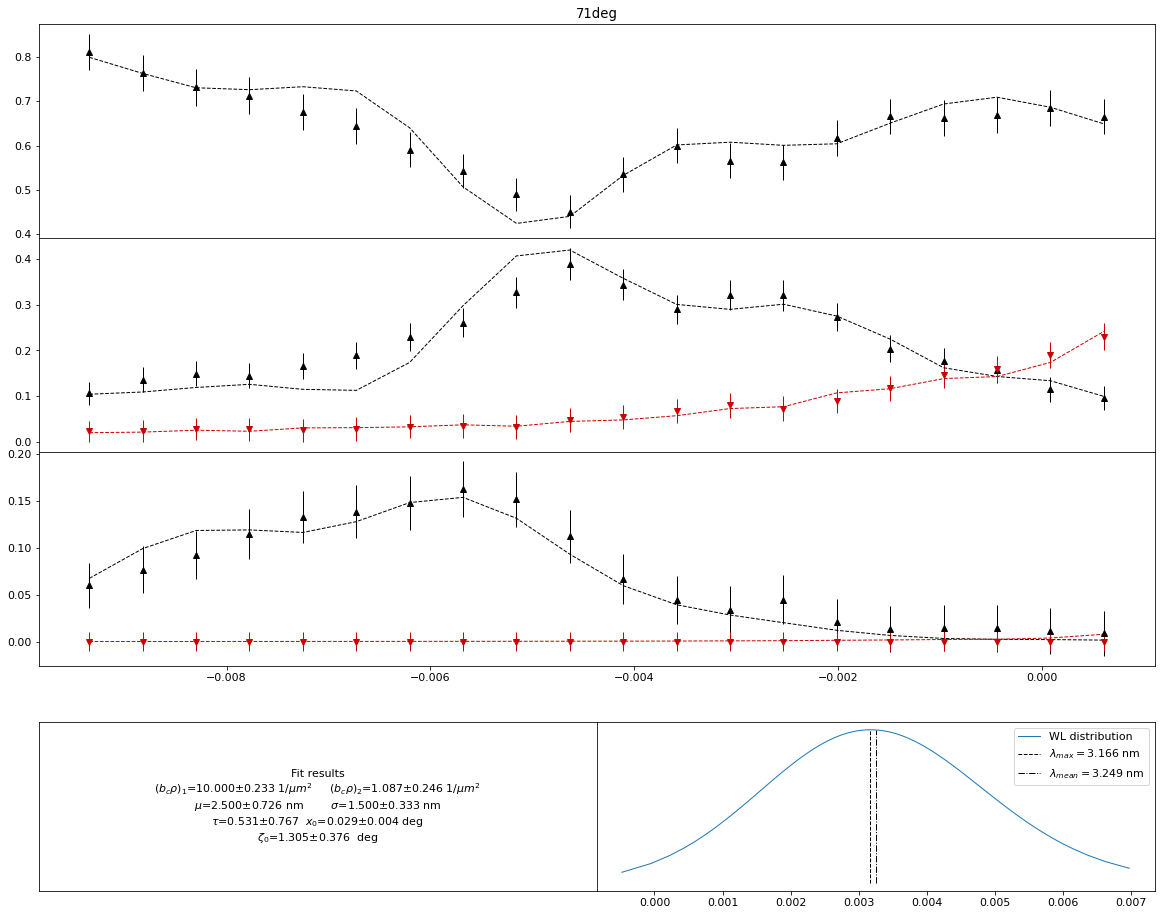 71deg
0.8
0.7
0.6
0.5
0.4
0.4
0.3
0.2
0.1
0.0
0.20
0.15
0.10
0.05
0.00
−0.008 −0.006 −0.004 −0.002 0.000
Fit results
(b_cρ)₁=10.000±0.233 1/μm² (b_cρ)₂=1.087±0.246 1/μm²
μ=2.500±0.726 nm σ=1.500±0.333 nm
τ=0.531±0.767 x₀=0.029±0.004 deg
ζ₀=1.305±0.376 deg
WL distribution
λ_max = 3.166 nm
λ_mean = 3.249 nm
0.000 0.001 0.002 0.003 0.004 0.005 0.006 0.007